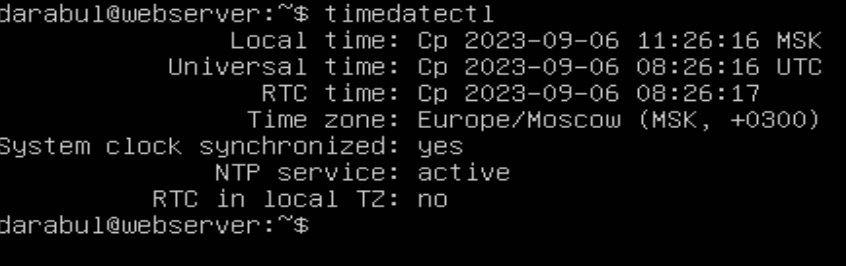 darabul@webserver:~$ timedatectl
Local time: Ср 2023-09-06 11:26:16 MSK
Universal time: Ср 2023-09-06 08:26:16 UTC
RTC time: Ср 2023-09-06 08:26:17
Time zone: Europe/Moscow (MSK, +0300)
System clock synchronized: yes
NTP service: active
RTC in local TZ: no
darabul@webserver:~$